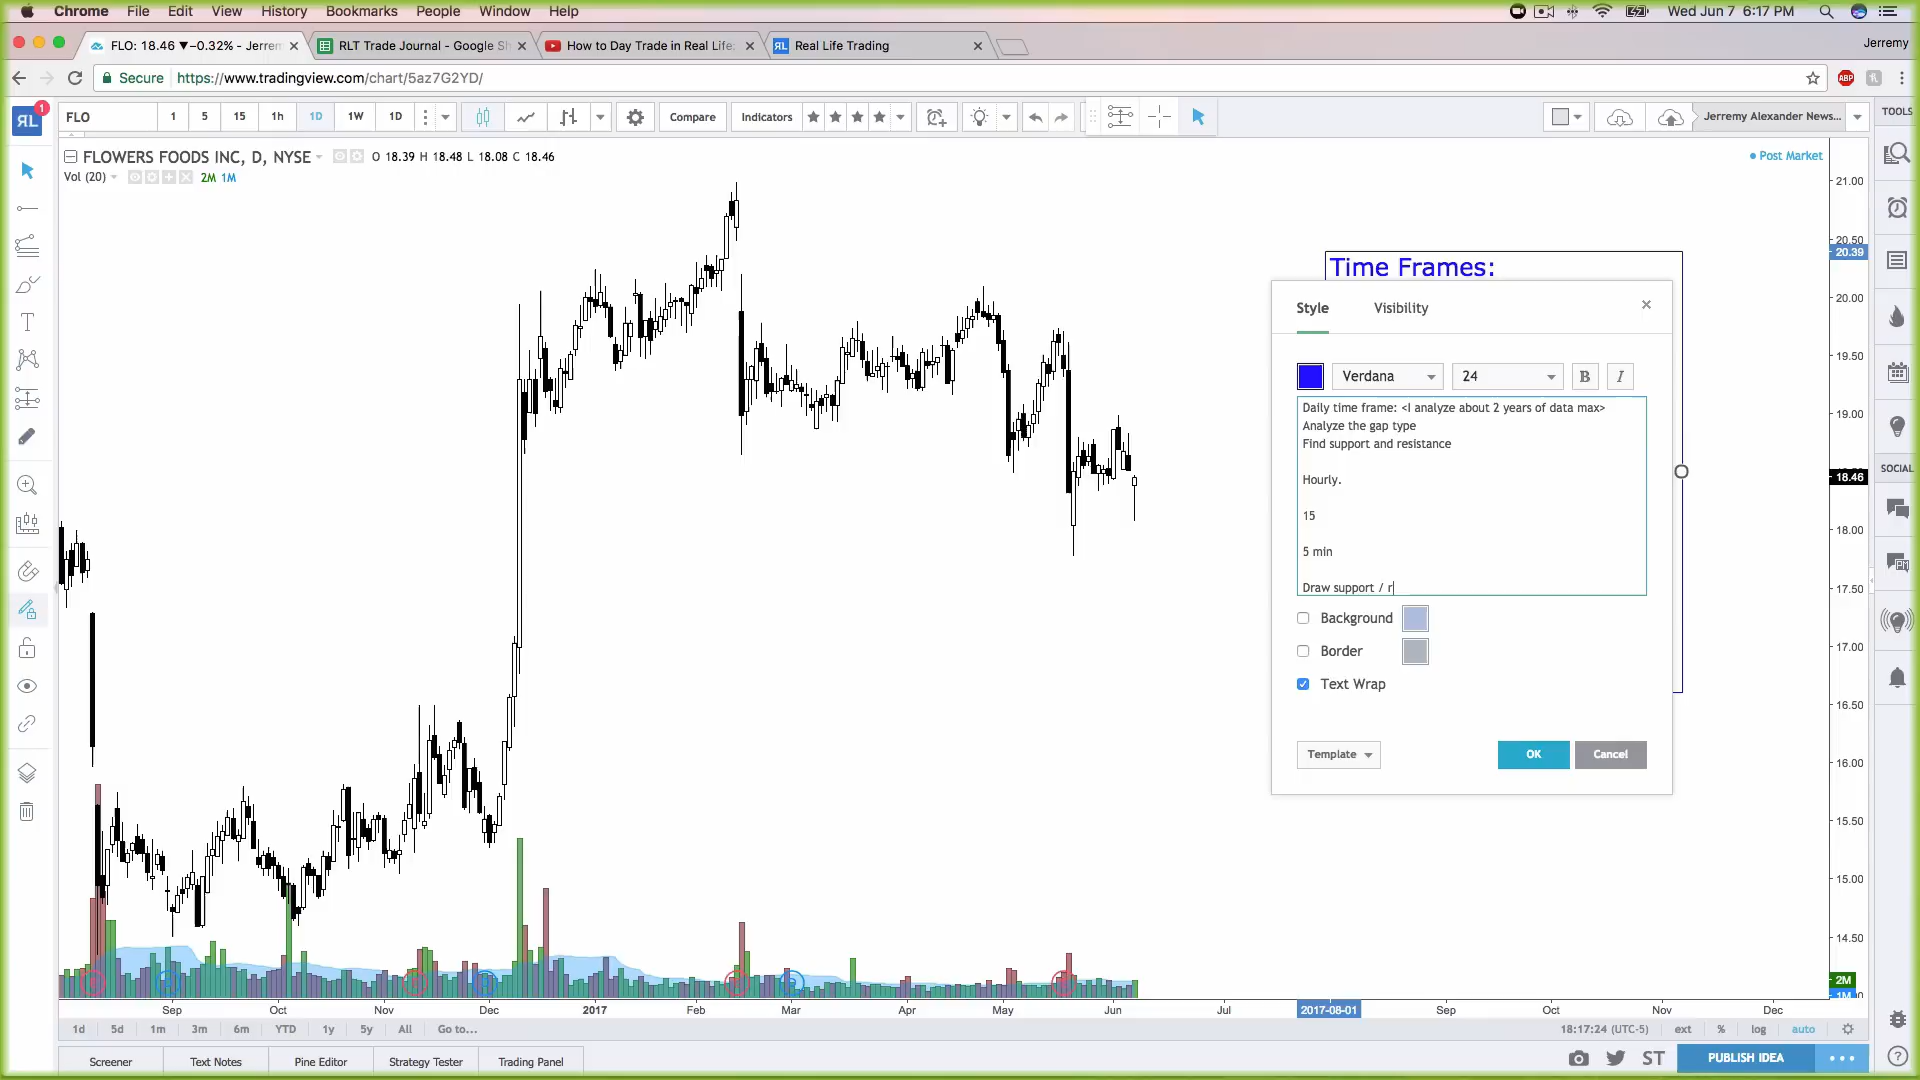 Chrome File Edit View History Bookmarks People Window Help
Wed Jun 7 6:17 PM
FLO: 18.46 ▼−0.32% - Jerem
RLT Trade Journal - Google Sh
How to Day Trade in Real Life:
Real Life Trading
Jeremy
Secure https://www.tradingview.com/chart/5az7G2YD/
ABP
FLO 1 5 15 1h 1D 1W 1D Compare Indicators
Jerremy Alexander News...
TOOLS
1
RL
FLOWERS FOODS INC, D, NYSE O 18.39 H 18.48 L 18.08 C 18.46
Post Market
Vol (20) 2M 1M
21.00
20.50
20.39
20.00
19.50
19.00
18.46
18.00
17.50
17.00
16.50
16.00
15.50
15.00
14.50
2M
1M
SOCIAL
Time Frames:
Style Visibility
Verdana 24 B I
Daily time frame: <I analyze about 2 years of data max>
Analyze the gap type
Find support and resistance
Hourly.
15
5 min
Draw support / r
Background
Border
Text Wrap
Template OK Cancel
Sep Oct Nov Dec 2017 Feb Mar Apr May Jun Jul 2017-08-01 Sep Oct Nov Dec
1d 5d 1m 3m 6m YTD 1y 5y All Go to...
18:17:24 (UTC-5) ext % log auto
Screener Text Notes Pine Editor Strategy Tester Trading Panel
ST PUBLISH IDEA